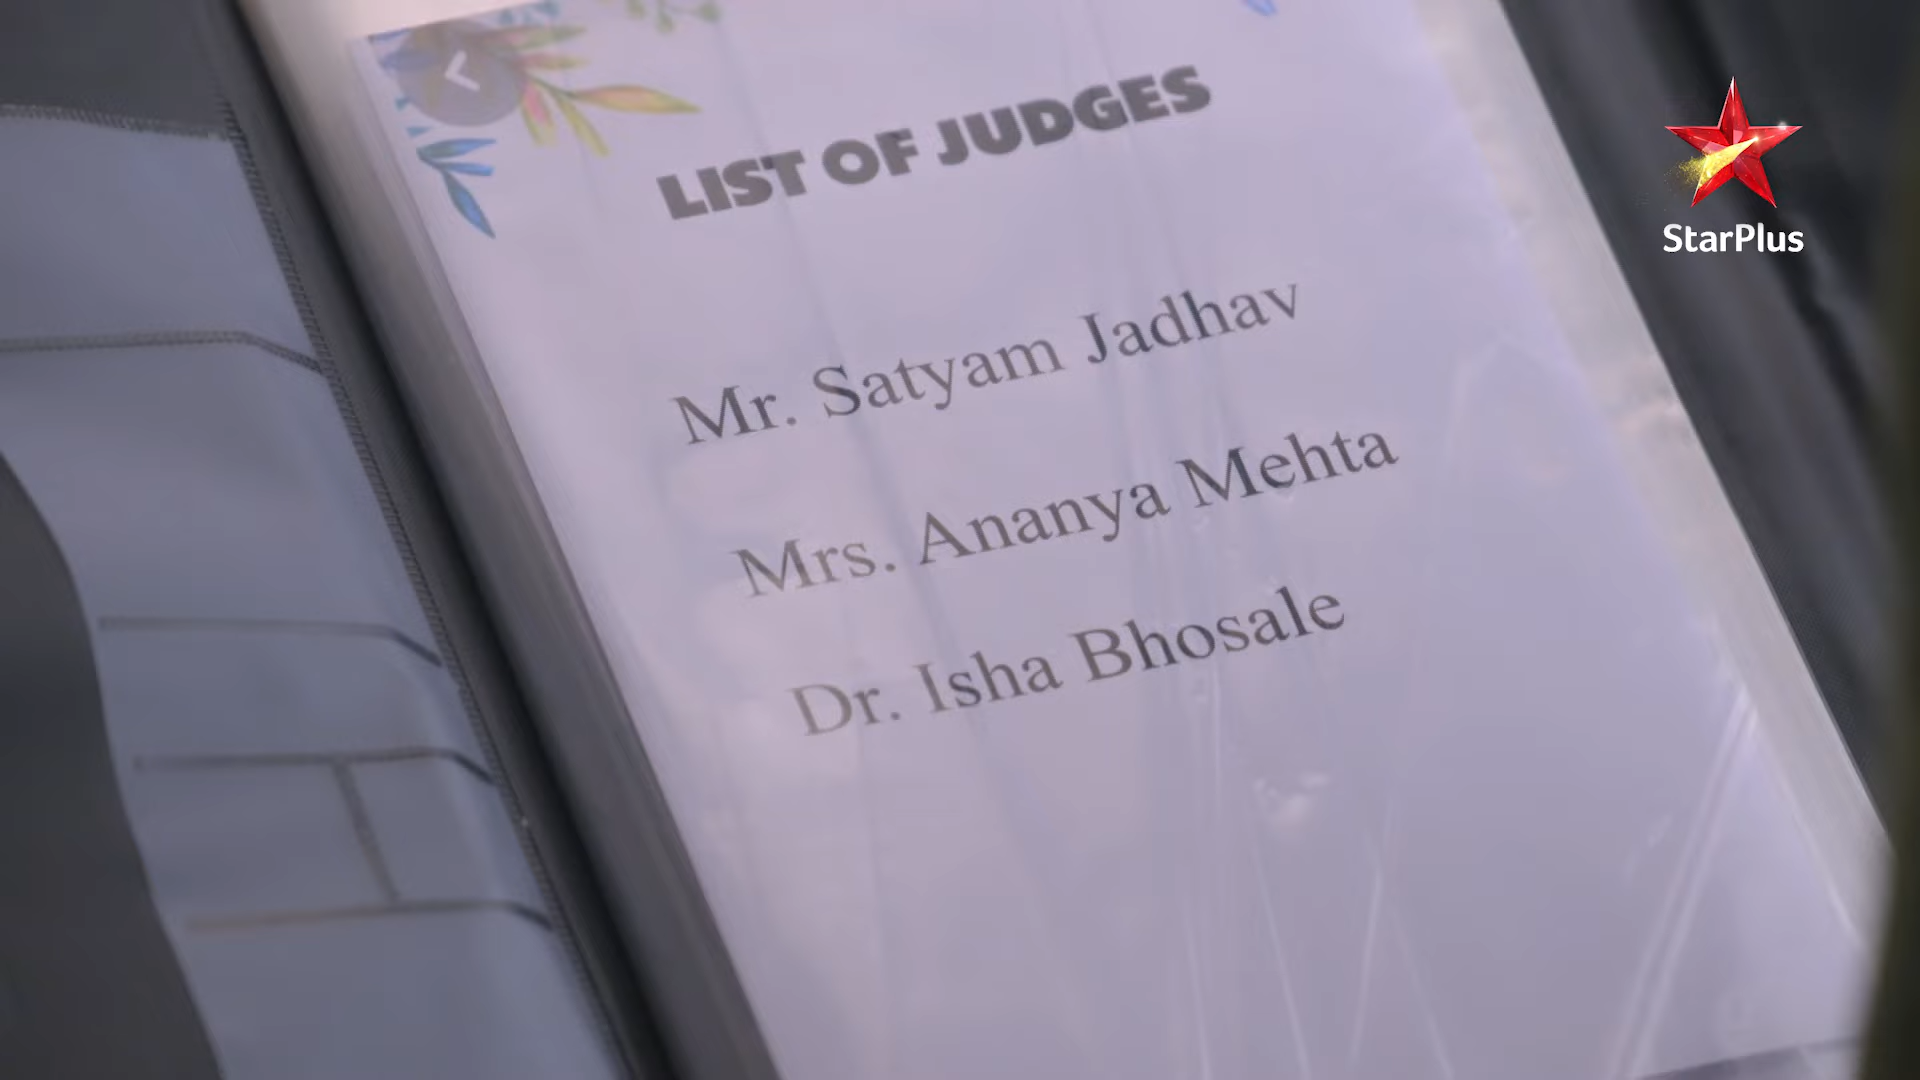 LIST OF JUDGES
Mr. Satyam Jadhav
Mrs. Ananya Mehta
Dr. Isha Bhosale
StarPlus